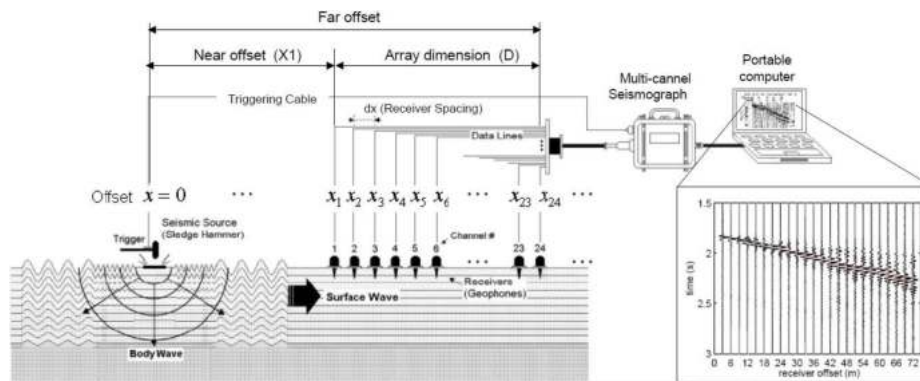 Far offset
Near offset (X1)
Array dimension (D)
Triggering Cable
dx (Receiver Spacing)
Data Lines
Multi-cannel
Seismograph
Portable
computer
Offset x = 0 ... x1 x2 x3 x4 x5 x6 ... x23 x24 ...
Seismic Source
(Sledge Hammer)
Trigger
1 2 3 4 5 6 Channel # ... 23 24 ...
Receivers
(Geophones)
Surface Wave
Body Wave
1.5
2
2.5
3
time (s)
0 6 12 18 24 30 36 42 48 54 60 66 72
receiver offset (m)